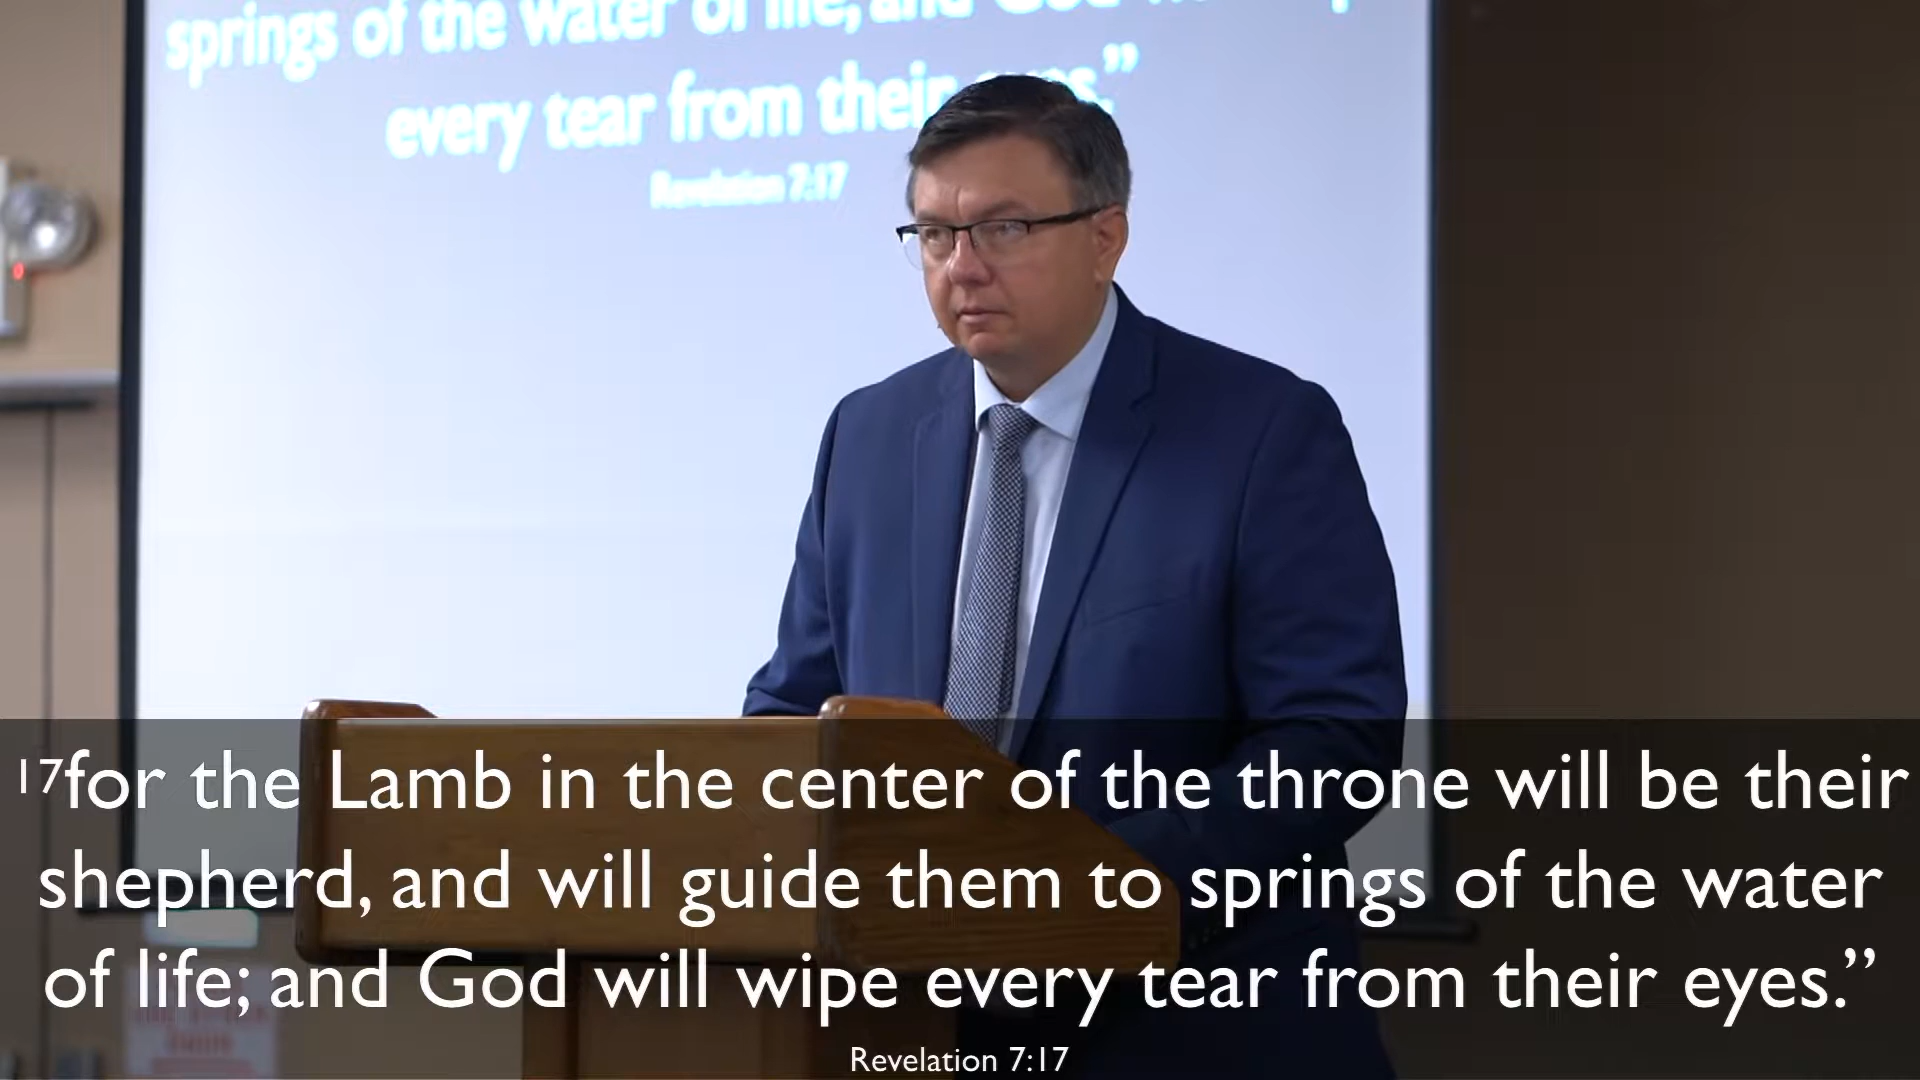 springs of the water of life, and God
every tear from their eyes.”
Revelation 7:17
17for the Lamb in the center of the throne will be their
shepherd, and will guide them to springs of the water
of life; and God will wipe every tear from their eyes.”
Revelation 7:17